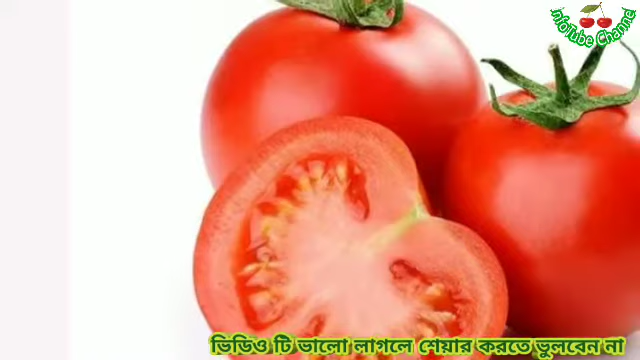 InfoTube Channel
ভিডিও টি ভালো লাগলে শেয়ার করতে ভুলবেন না